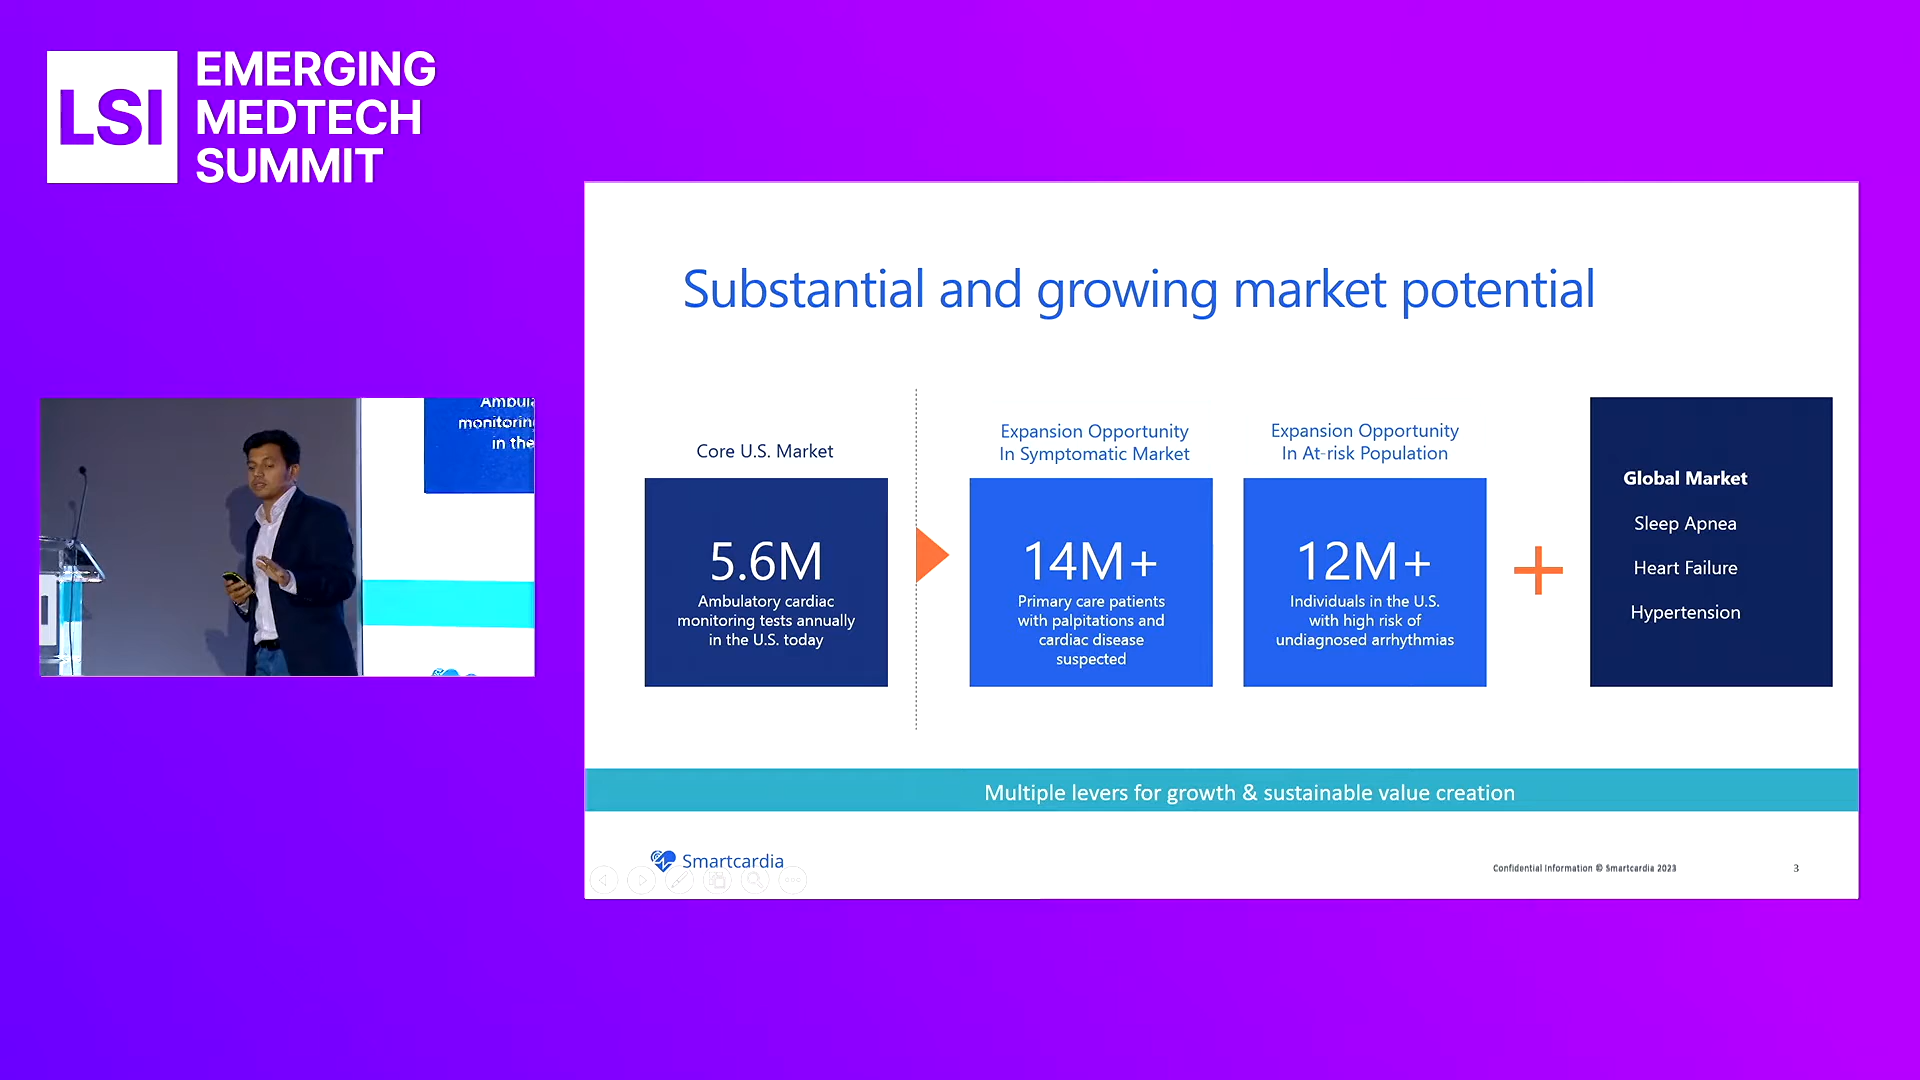 LSI
EMERGING
MEDTECH
SUMMIT
Substantial and growing market potential
Core U.S. Market
5.6M
Ambulatory cardiac
monitoring tests annually
in the U.S. today
Expansion Opportunity
In Symptomatic Market
14M+
Primary care patients
with palpitations and
cardiac disease
suspected
Expansion Opportunity
In At-risk Population
12M+
Individuals in the U.S.
with high risk of
undiagnosed arrhythmias
+
Global Market
Sleep Apnea
Heart Failure
Hypertension
Multiple levers for growth & sustainable value creation
Smartcardia
Confidential Information © Smartcardia 2023
3
Ambula
monitorin
in the